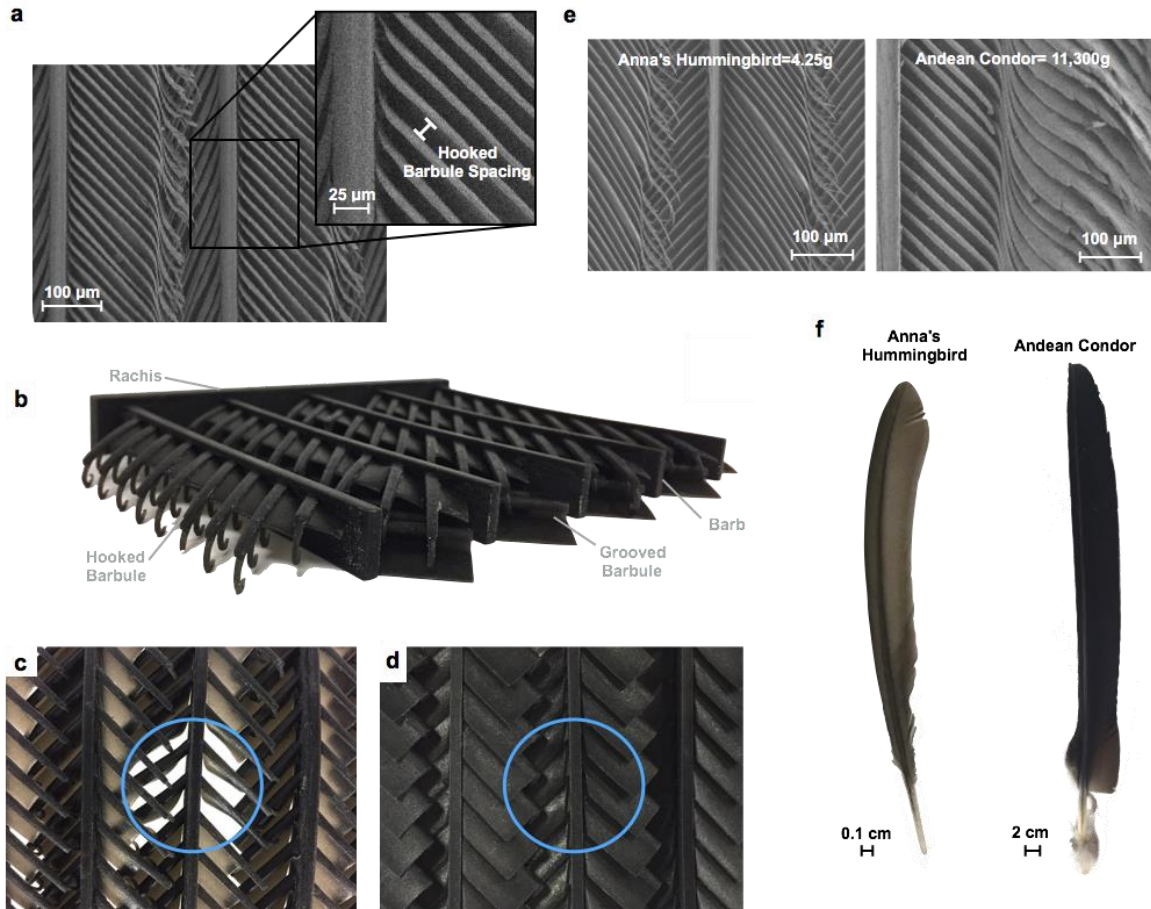 a
Hooked
Barbule Spacing
25 µm
100 µm
e
Anna's Hummingbird=4.25g
100 µm
Andean Condor= 11,300g
100 µm
b
Rachis
Hooked
Barbule
Grooved
Barbule
Barb
c
d
f
Anna's
Hummingbird
Andean Condor
0.1 cm
2 cm